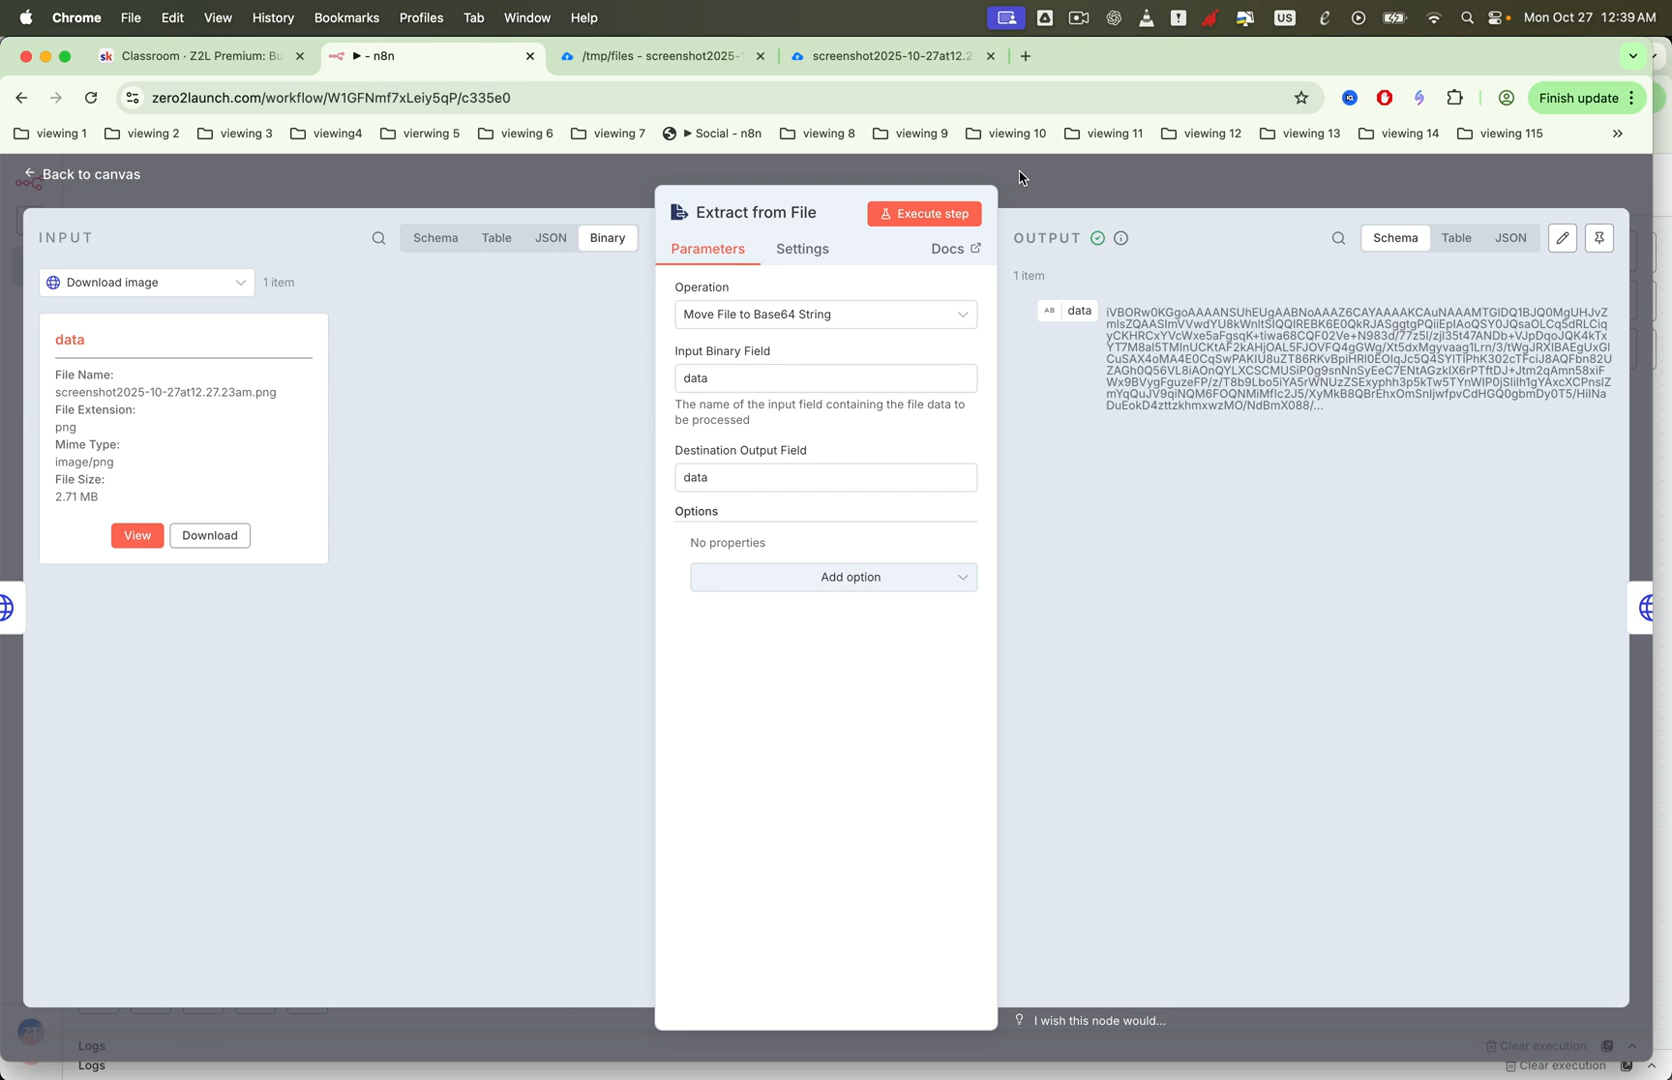 Chrome File Edit View History Bookmarks Profiles Tab Window Help US Mon Oct 27 12:39 AM
Classroom · Z2L Premium: Bu
- n8n
/tmp/files - screenshot2025-1
screenshot2025-10-27at12.2
zero2launch.com/workflow/W1GFNmf7xLeiy5qP/c335e0
Finish update
viewing 1 viewing 2 viewing 3 viewing4 vierwing 5 viewing 6 viewing 7 Social - n8n viewing 8 viewing 9 viewing 10 viewing 11 viewing 12 viewing 13 viewing 14 viewing 115 »
Back to canvas
INPUT
Schema Table JSON Binary
Download image
1 item
data
File Name:
screenshot2025-10-27at12.27.23am.png
File Extension:
png
Mime Type:
image/png
File Size:
2.71 MB
View Download
Extract from File
Execute step
Parameters Settings Docs
Operation
Move File to Base64 String
Input Binary Field
data
The name of the input field containing the file data to
be processed
Destination Output Field
data
Options
No properties
Add option
OUTPUT
Schema Table JSON
1 item
AB data
I wish this node would...
ZT
Logs
Clear execution
Logs
Clear execution